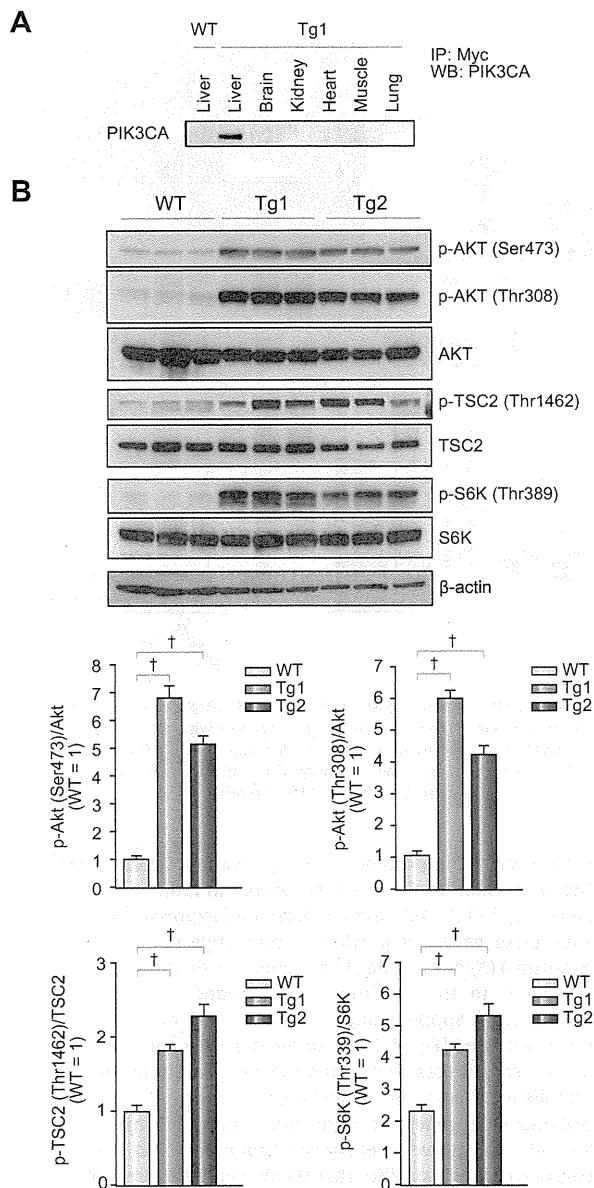 A
WT
Tg1
Liver
Liver
Brain
Kidney
Heart
Muscle
Lung
IP: Myc
WB: PIK3CA
PIK3CA
B
WT
Tg1
Tg2
p-AKT (Ser473)
p-AKT (Thr308)
AKT
p-TSC2 (Thr1462)
TSC2
p-S6K (Thr389)
S6K
β-actin
p-Akt (Ser473)/Akt
(WT = 1)
8
7
6
5
4
3
2
1
0
†
†
WT
Tg1
Tg2
p-Akt (Thr308)/Akt
(WT = 1)
7
6
5
4
3
2
1
0
†
†
WT
Tg1
Tg2
p-TSC2 (Thr1462)/TSC2
(WT = 1)
3
2
1
0
†
†
WT
Tg1
Tg2
p-S6K (Thr339)/S6K
(WT = 1)
7
6
5
4
3
2
1
0
†
†
WT
Tg1
Tg2